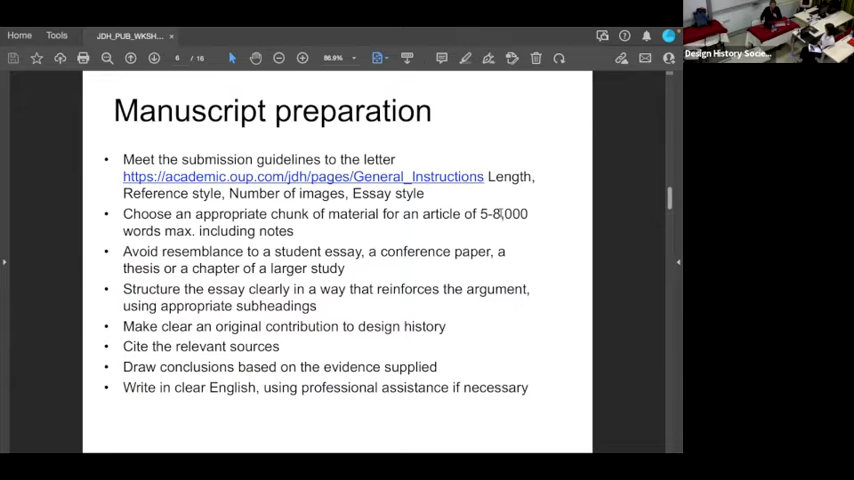 Home
Tools
JDH_PUB_WKSH...
×
6 / 16
86.9%
Design History Socie...
Manuscript preparation
• Meet the submission guidelines to the letter
https://academic.oup.com/jdh/pages/General_Instructions Length,
Reference style, Number of images, Essay style
• Choose an appropriate chunk of material for an article of 5-8,000
words max. including notes
• Avoid resemblance to a student essay, a conference paper, a
thesis or a chapter of a larger study
• Structure the essay clearly in a way that reinforces the argument,
using appropriate subheadings
• Make clear an original contribution to design history
• Cite the relevant sources
• Draw conclusions based on the evidence supplied
• Write in clear English, using professional assistance if necessary